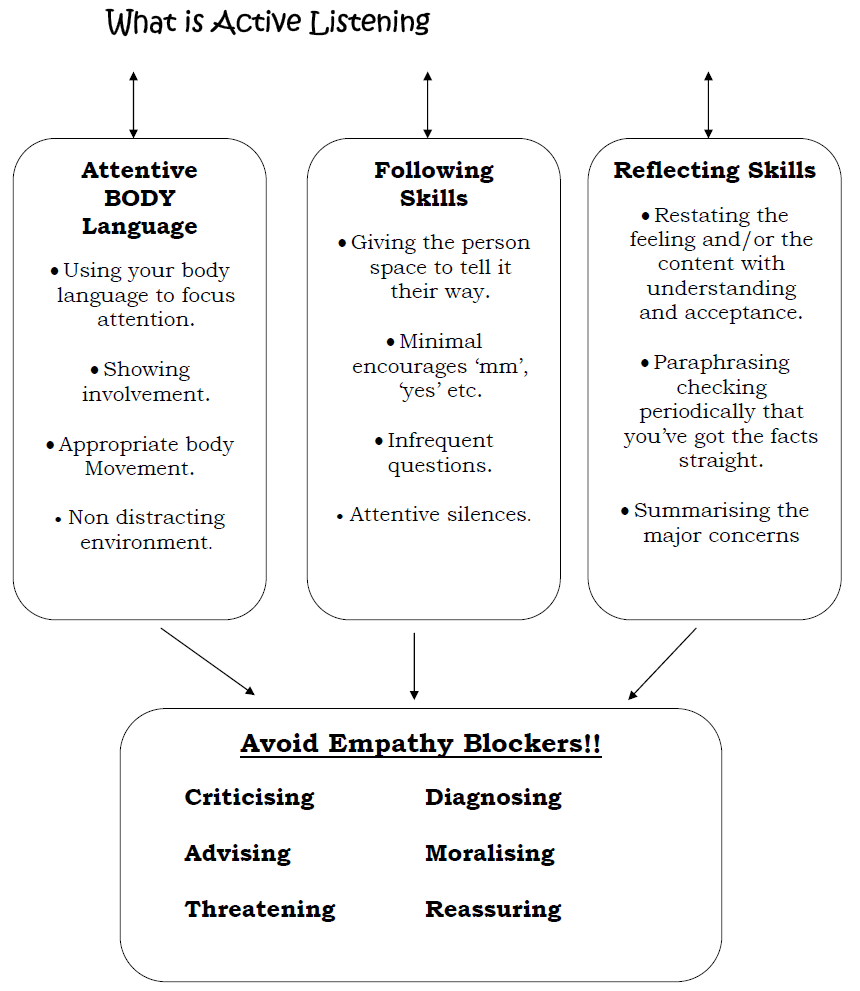 What is Active Listening
Attentive
BODY
Language
• Using your body
language to focus
attention.
• Showing
involvement.
• Appropriate body
Movement.
• Non distracting
environment.
Following
Skills
• Giving the person
space to tell it
their way.
• Minimal
encourages ‘mm’,
‘yes’ etc.
• Infrequent
questions.
• Attentive silences.
Reflecting Skills
• Restating the
feeling and/or the
content with
understanding
and acceptance.
• Paraphrasing
checking
periodically that
you’ve got the facts
straight.
• Summarising the
major concerns
Avoid Empathy Blockers!!
Criticising Diagnosing
Advising Moralising
Threatening Reassuring